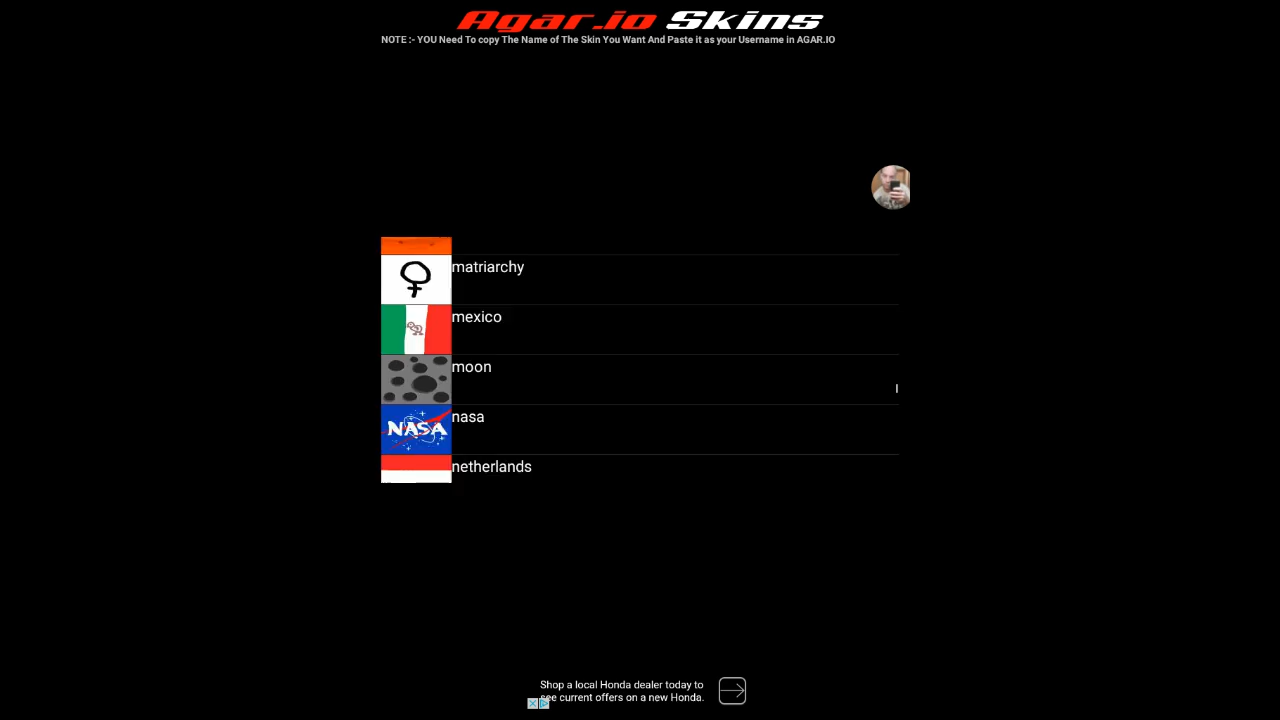 Agar.io Skins
NOTE :- YOU Need To copy The Name of The Skin You Want And Paste it as your Username in AGAR.IO
matriarchy
mexico
moon
NASA
nasa
netherlands
Shop a local Honda dealer today to
see current offers on a new Honda.